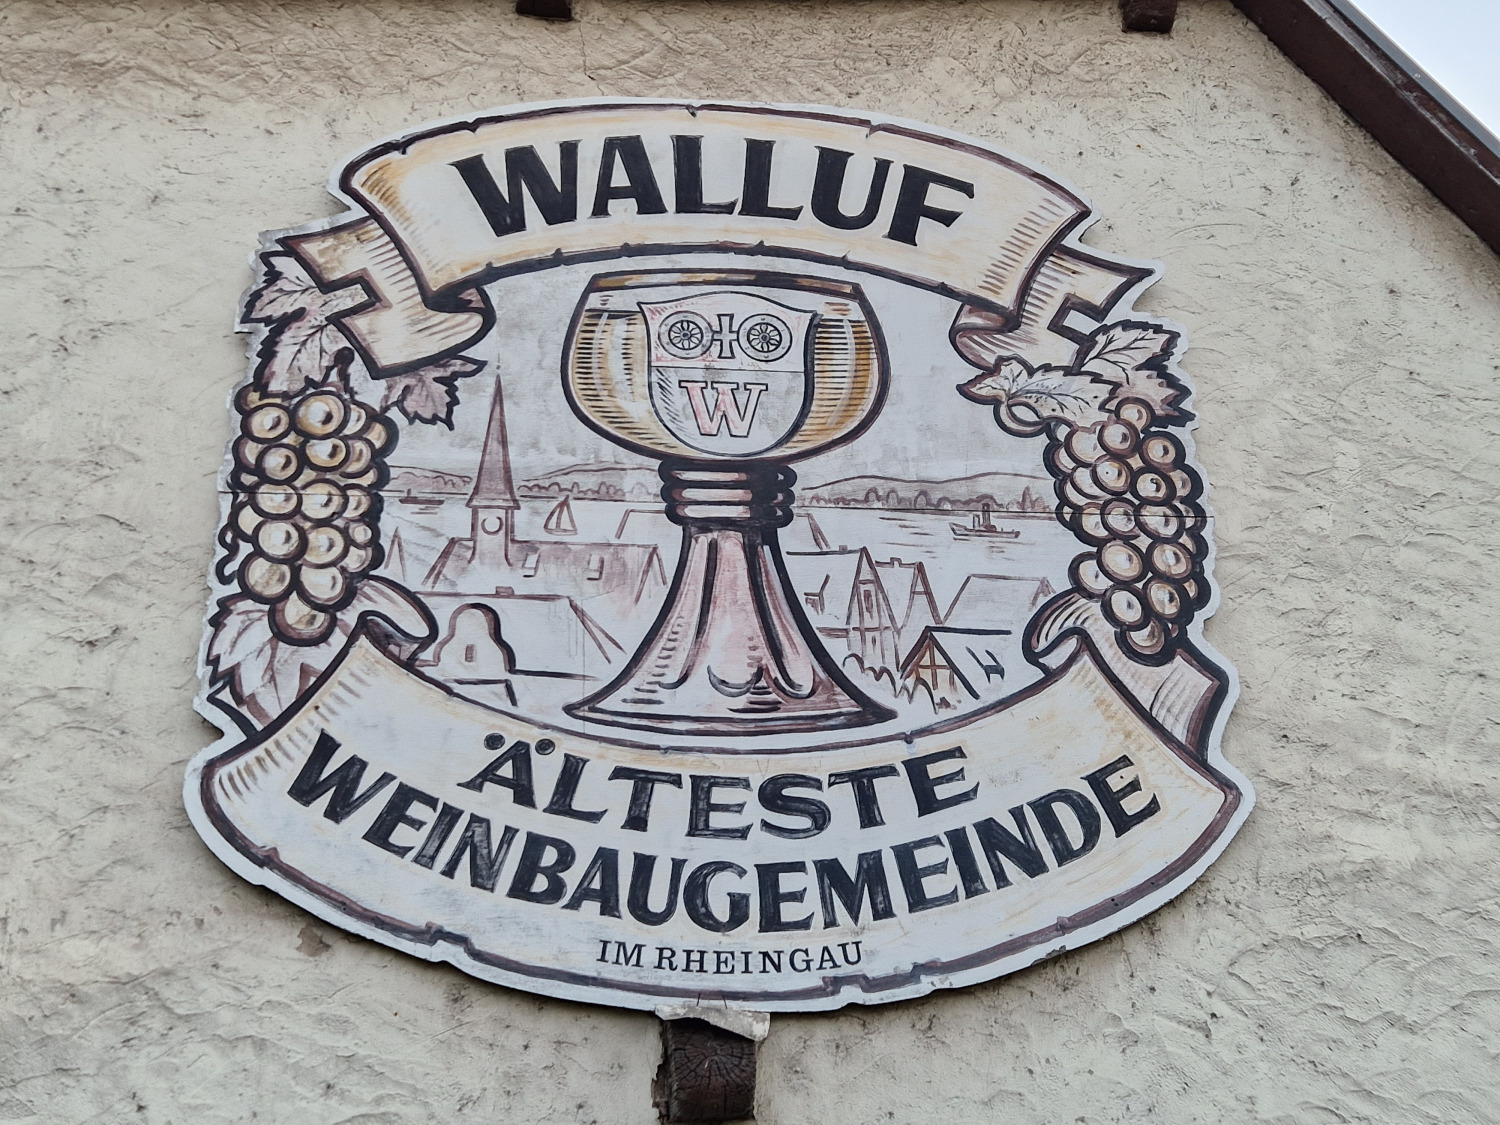 WALLUF
W
ÄLTESTE
WEINBAUGEMEINDE
IM RHEINGAU